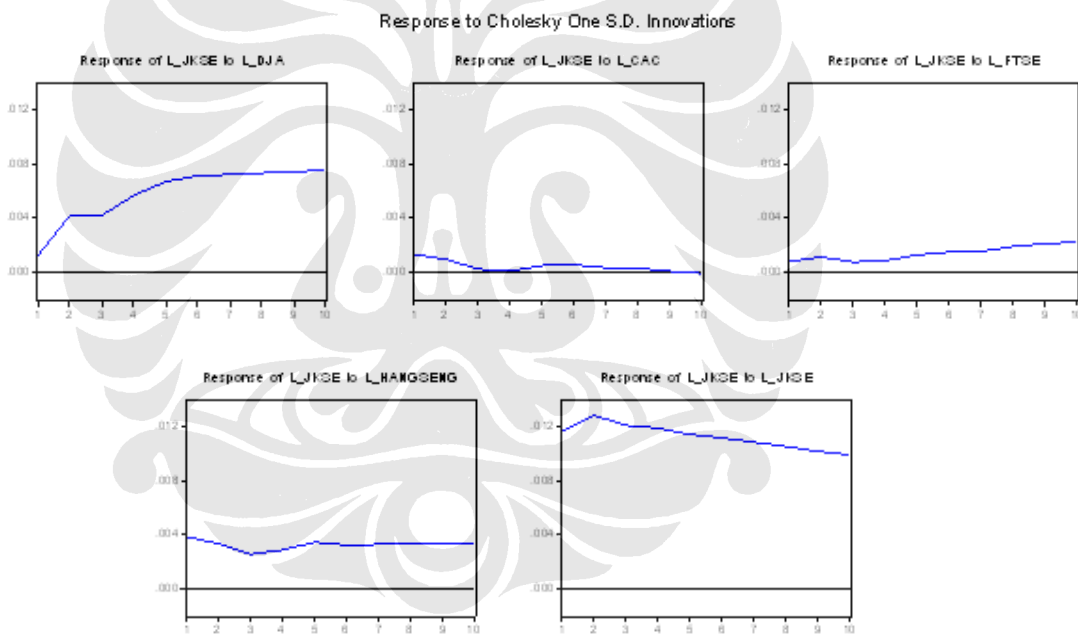 Response to Cholesky One S.D. Innovations
Response of L_JKSE to L_DJA
Response of L_JKSE to L_CAC
Response of L_JKSE to L_FTSE
.012
.008
.004
.000
1 2 3 4 5 6 7 8 9 10
.012
.008
.004
.000
1 2 3 4 5 6 7 8 9 10
.012
.008
.004
.000
1 2 3 4 5 6 7 8 9 10
Response of L_JKSE to L_HANGSENG
Response of L_JKSE to L_JKSE
.012
.008
.004
.000
1 2 3 4 5 6 7 8 9 10
.012
.008
.004
.000
1 2 3 4 5 6 7 8 9 10